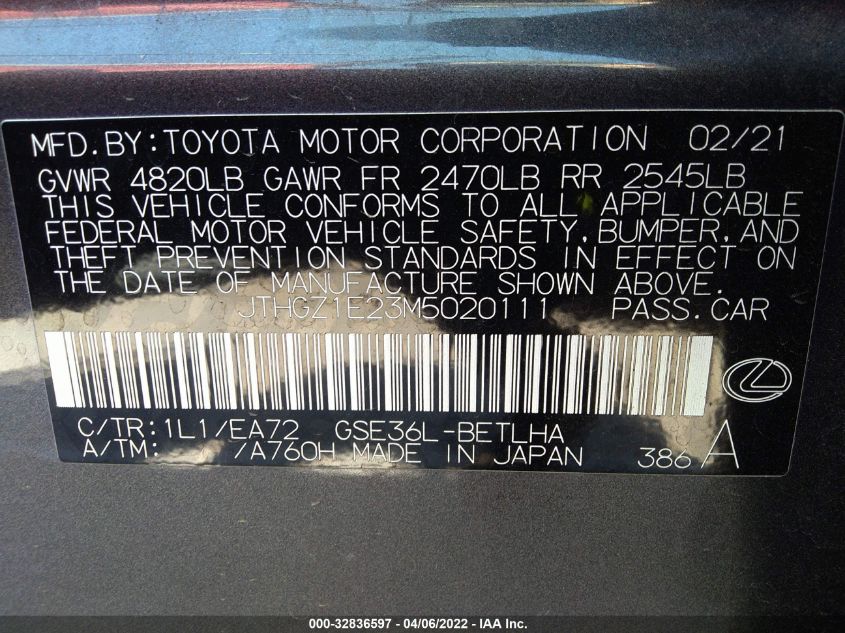 MFD.BY:TOYOTA MOTOR CORPORATION 02/21
GVWR 4820LB GAWR FR 2470LB RR 2545LB
THIS VEHICLE CONFORMS TO ALL APPLICABLE
FEDERAL MOTOR VEHICLE SAFETY,BUMPER,AND
THEFT PREVENTION STANDARDS IN EFFECT ON
THE DATE OF MANUFACTURE SHOWN ABOVE.
JTHGZ1E23M5020111 PASS.CAR
C/TR:1L1/EA72 GSE36L-BETLHA
A/TM: /A760H MADE IN JAPAN 386 A
000-32836597 - 04/06/2022 - IAA Inc.